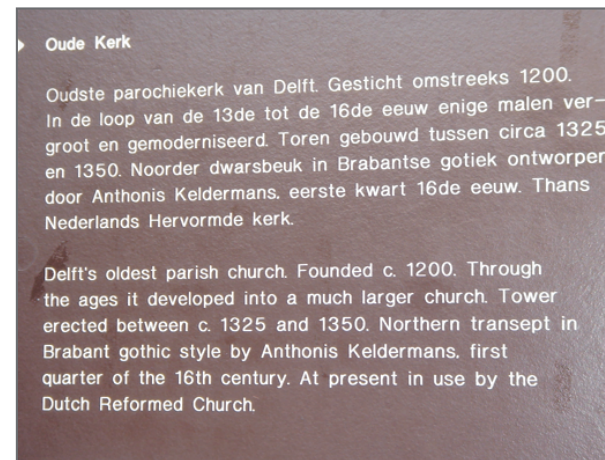 Oude Kerk
Oudste parochiekerk van Delft. Gesticht omstreeks 1200.
In de loop van de 13de tot de 16de eeuw enige malen ver-
groot en gemoderniseerd. Toren gebouwd tussen circa 1325
en 1350. Noorder dwarsbeuk in Brabantse gotiek ontworpen
door Anthonis Keldermans, eerste kwart 16de eeuw. Thans
Nederlands Hervormde kerk.
Delft's oldest parish church. Founded c. 1200. Through
the ages it developed into a much larger church. Tower
erected between c. 1325 and 1350. Northern transept in
Brabant gothic style by Anthonis Keldermans, first
quarter of the 16th century. At present in use by the
Dutch Reformed Church.